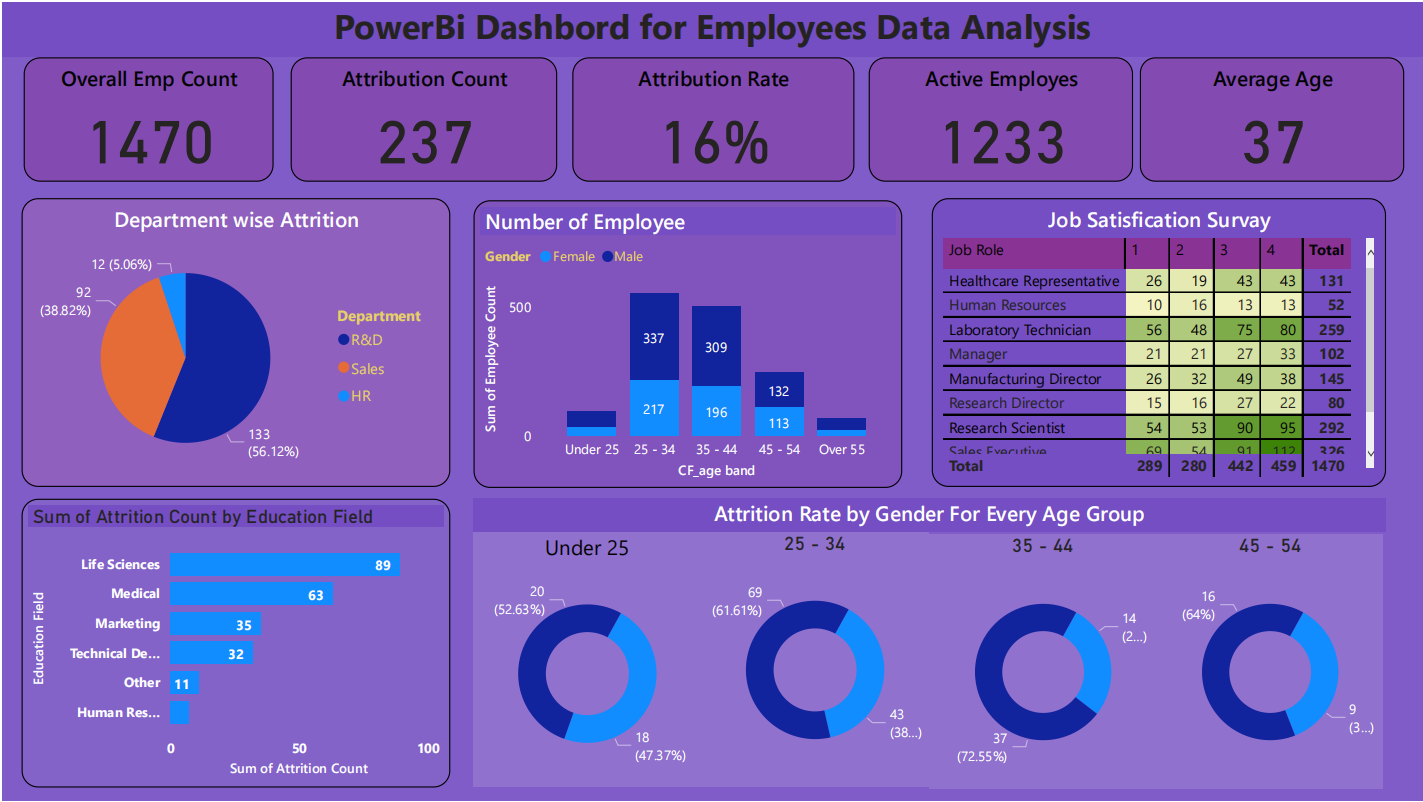 PowerBi Dashbord for Employees Data Analysis
Overall Emp Count
1470
Attribution Count
237
Attribution Rate
16%
Active Employes
1233
Average Age
37
Department wise Attrition
12 (5.06%)
92
(38.82%)
133
(56.12%)
Department
R&D
Sales
HR
Number of Employee
Gender Female Male
Sum of Employee Count
500
0
337
217
309
196
132
113
Under 25 25 - 34 35 - 44 45 - 54 Over 55
CF_age band
Job Satisfication Survay
Job Role 1 2 3 4 Total
Healthcare Representative 26 19 43 43 131
Human Resources 10 16 13 13 52
Laboratory Technician 56 48 75 80 259
Manager 21 21 27 33 102
Manufacturing Director 26 32 49 38 145
Research Director 15 16 27 22 80
Research Scientist 54 53 90 95 292
Sales Executive 69 54 91 112 326
Total 289 280 442 459 1470
Sum of Attrition Count by Education Field
Education Field
Life Sciences 89
Medical 63
Marketing 35
Technical De... 32
Other 11
Human Res...
0 50 100
Sum of Attrition Count
Attrition Rate by Gender For Every Age Group
Under 25
20
(52.63%)
18
(47.37%)
25 - 34
69
(61.61%)
43
(38...)
35 - 44
14
(2...)
37
(72.55%)
45 - 54
16
(64%)
9
(3...)